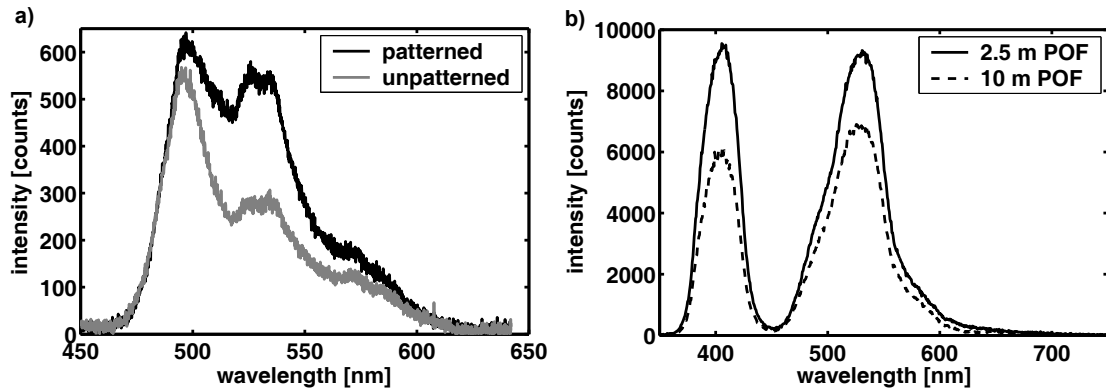 a)
600
500
400
300
200
100
0
intensity [counts]
patterned
unpatterned
450 500 550 600 650
wavelength [nm]
b)
10000
8000
6000
4000
2000
0
intensity [counts]
2.5 m POF
10 m POF
400 500 600 700
wavelength [nm]